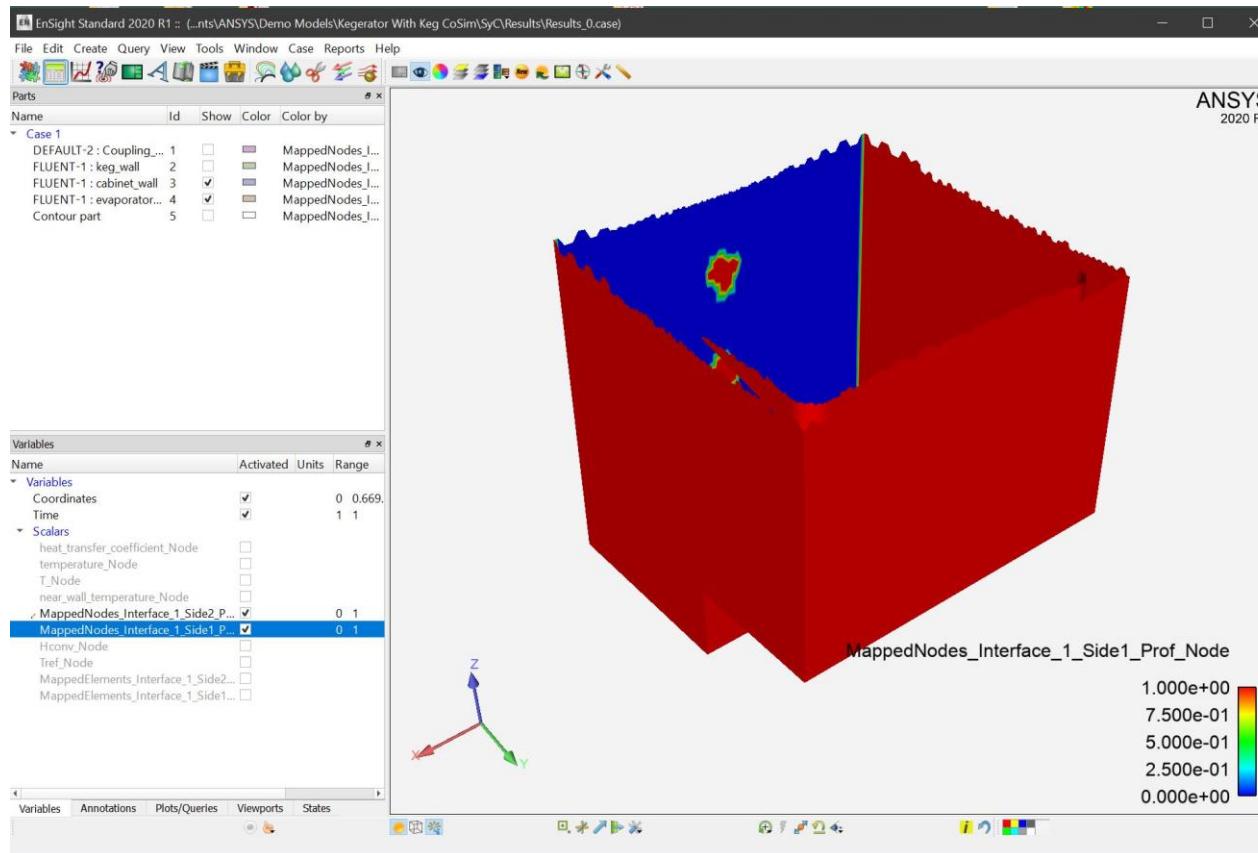 EnSight Standard 2020 R1 :: (...nts\ANSYS\Demo Models\Kegerator With Keg CoSim\SyC\Results\Results_0.case)
File Edit Create Query View Tools Window Case Reports Help
Parts
Name Id Show Color Color by
Case 1
DEFAULT-2 : Coupling_... 1 MappedNodes_I...
FLUENT-1 : keg_wall 2 MappedNodes_I...
FLUENT-1 : cabinet_wall 3 MappedNodes_I...
FLUENT-1 : evaporator... 4 MappedNodes_I...
Contour part 5 MappedNodes_I...
ANSYS
2020 R
Variables
Name Activated Units Range
Variables
Coordinates 0 0.669.
Time 1 1
Scalars
heat_transfer_coefficient_Node
temperature_Node
T_Node
near_wall_temperature_Node
MappedNodes_Interface_1_Side2_P... 0 1
MappedNodes_Interface_1_Side1_P... 0 1
Hconv_Node
Tref_Node
MappedElements_Interface_1_Side2...
MappedElements_Interface_1_Side1...
Z
X
Y
MappedNodes_Interface_1_Side1_Prof_Node
1.000e+00
7.500e-01
5.000e-01
2.500e-01
0.000e+00
Variables Annotations Plots/Queries Viewports States